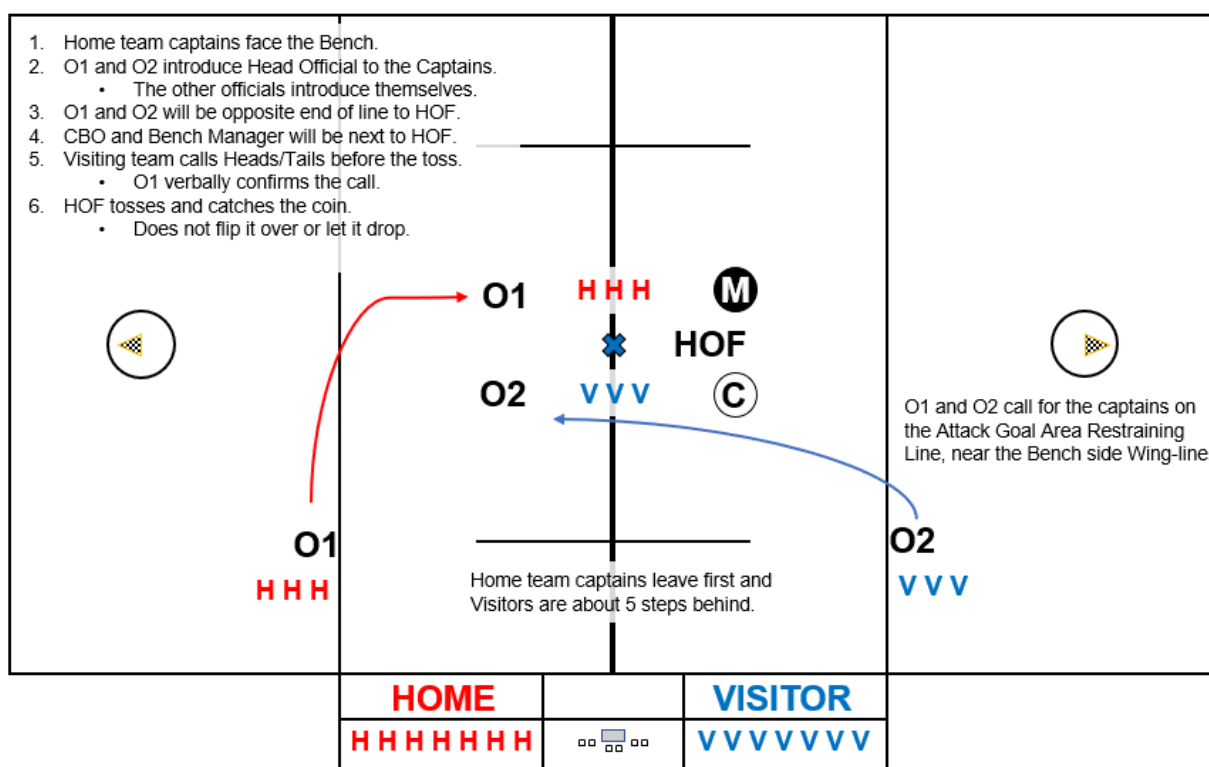 1. Home team captains face the Bench.
2. O1 and O2 introduce Head Official to the Captains.
• The other officials introduce themselves.
3. O1 and O2 will be opposite end of line to HOF.
4. CBO and Bench Manager will be next to HOF.
5. Visiting team calls Heads/Tails before the toss.
• O1 verbally confirms the call.
6. HOF tosses and catches the coin.
• Does not flip it over or let it drop.
O1 H H H M
HOF
O2 V V V C
O1 and O2 call for the captains on
the Attack Goal Area Restraining
Line, near the Bench side Wing-line
O1
H H H
O2
V V V
Home team captains leave first and
Visitors are about 5 steps behind.
HOME VISITOR
H H H H H H H V V V V V V V